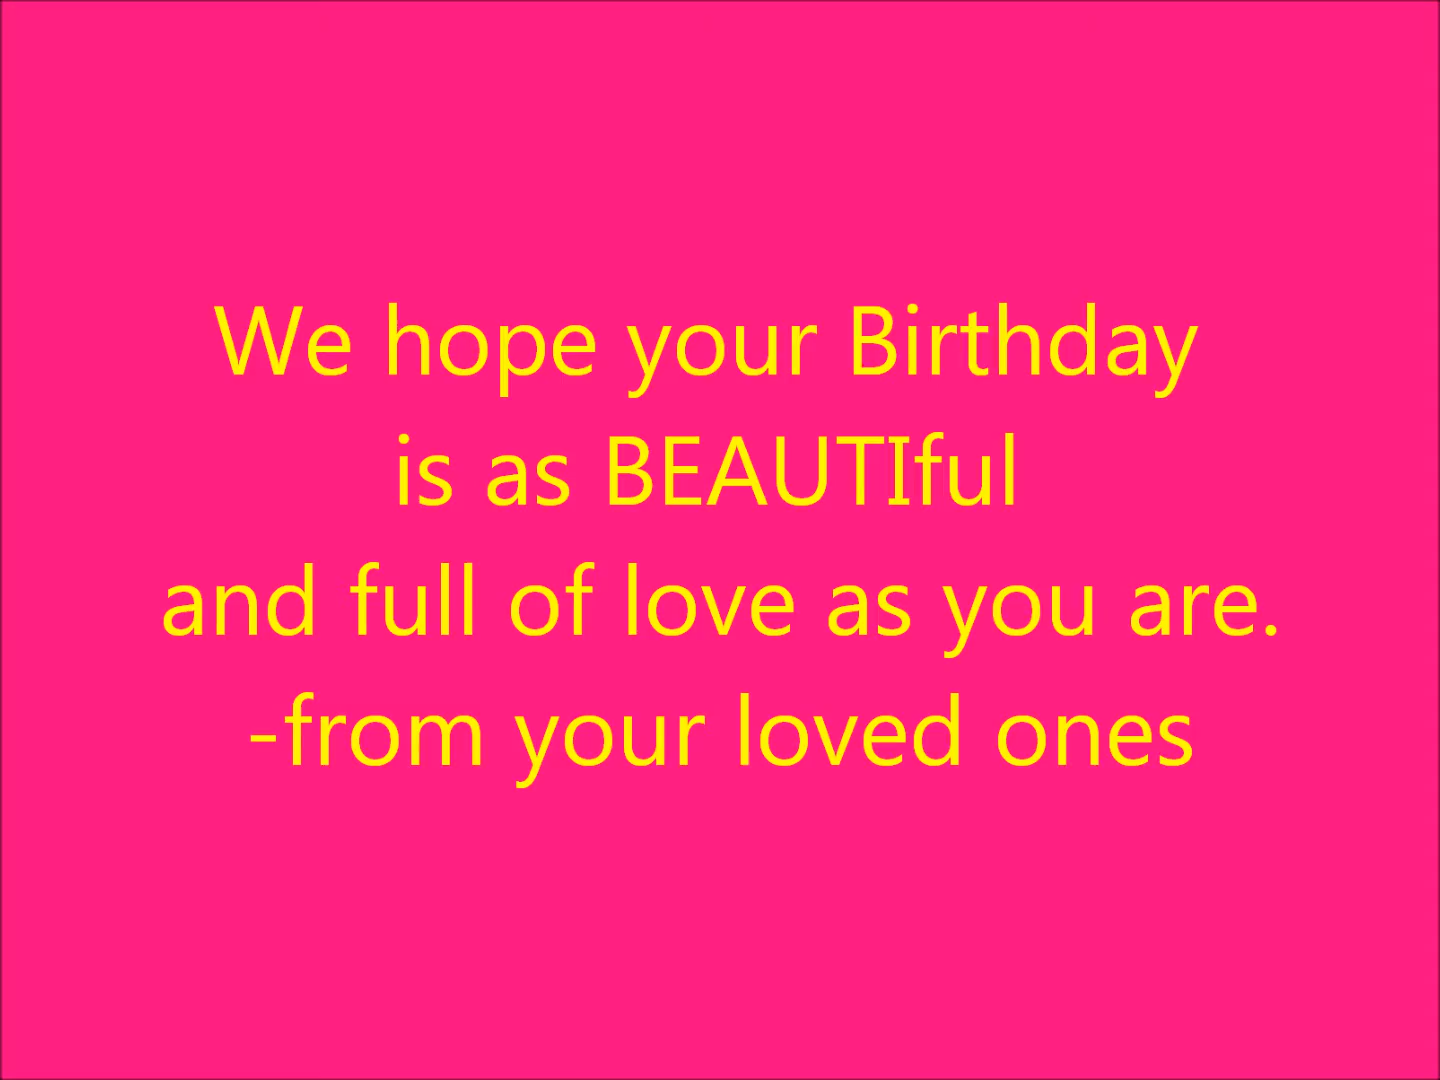 We hope your Birthday
is as BEAUTIful
and full of love as you are.
-from your loved ones